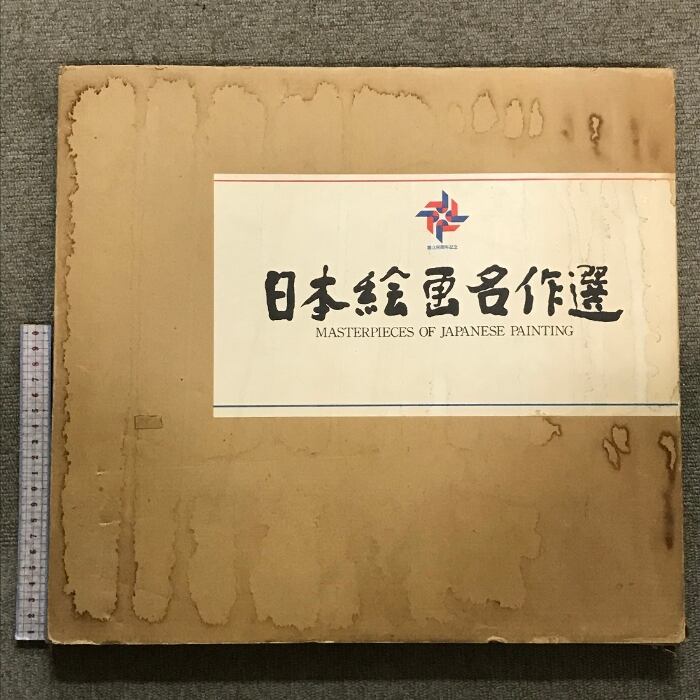 日本絵画名作選
MASTERPIECES OF JAPANESE PAINTING